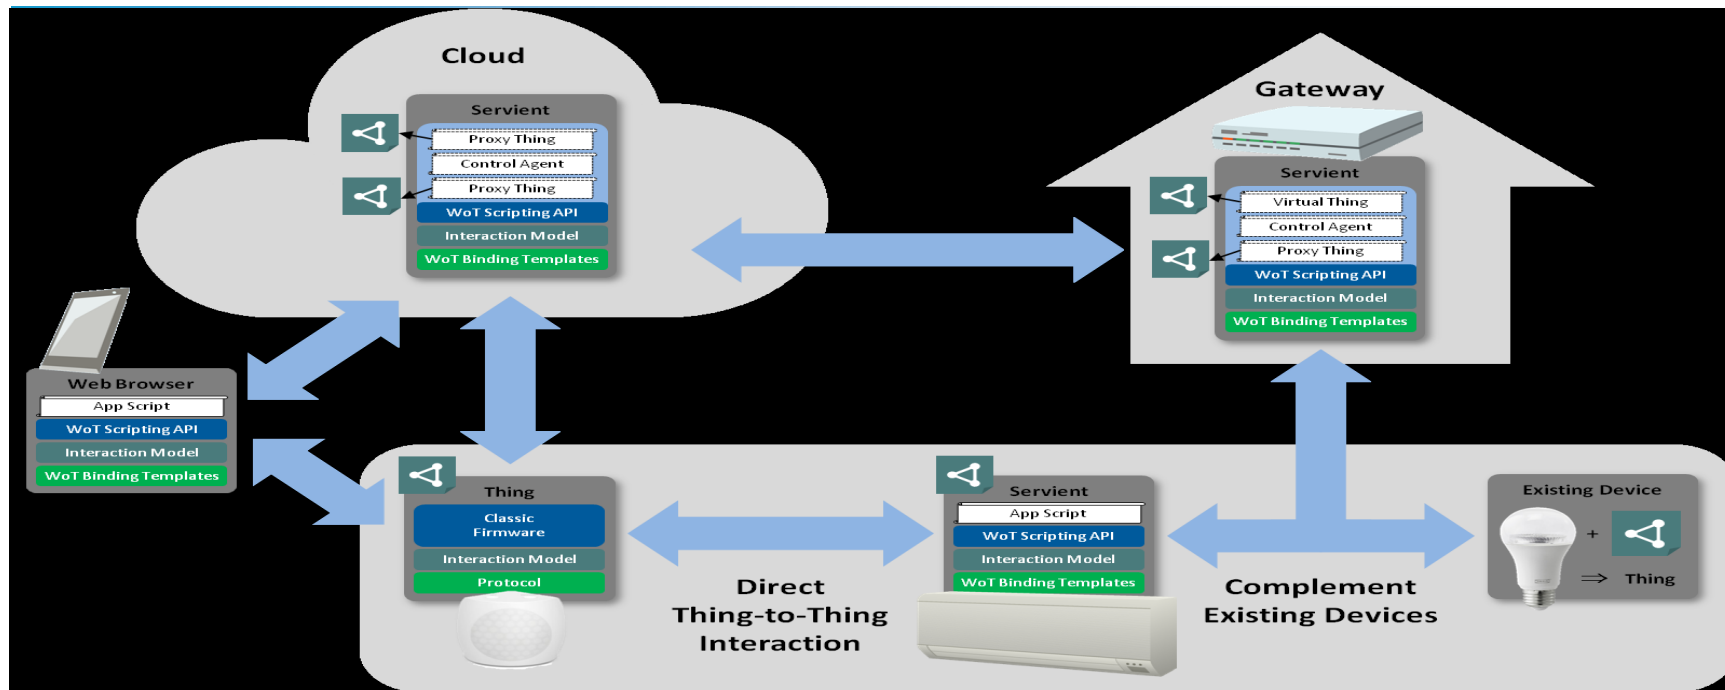 Cloud
Servient
Proxy Thing
Control Agent
Proxy Thing
WoT Scripting API
Interaction Model
WoT Binding Templates
Gateway
Servient
Virtual Thing
Control Agent
Proxy Thing
WoT Scripting API
Interaction Model
WoT Binding Templates
Web Browser
App Script
WoT Scripting API
Interaction Model
WoT Binding Templates
Thing
Classic
Firmware
Interaction Model
Protocol
Direct
Thing-to-Thing
Interaction
Servient
App Script
WoT Scripting API
Interaction Model
WoT Binding Templates
Complement
Existing Devices
Existing Device
+
⇒ Thing